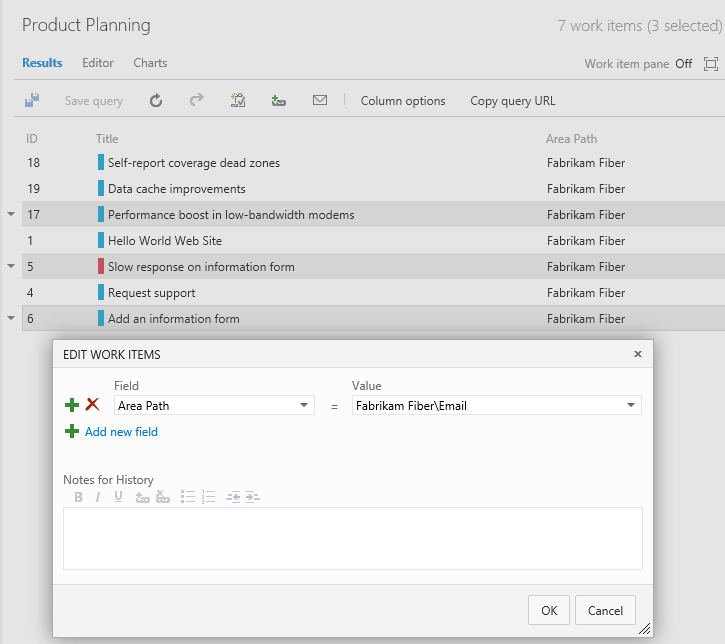 Product Planning 7 work items (3 selected)
Results Editor Charts Work item pane Off
Save query Column options Copy query URL
ID Title Area Path
18 Self-report coverage dead zones Fabrikam Fiber
19 Data cache improvements Fabrikam Fiber
17 Performance boost in low-bandwidth modems Fabrikam Fiber
1 Hello World Web Site Fabrikam Fiber
5 Slow response on information form Fabrikam Fiber
4 Request support Fabrikam Fiber
6 Add an information form Fabrikam Fiber
EDIT WORK ITEMS
Field Value
Area Path = Fabrikam Fiber\Email
Add new field
Notes for History
B I U
OK Cancel